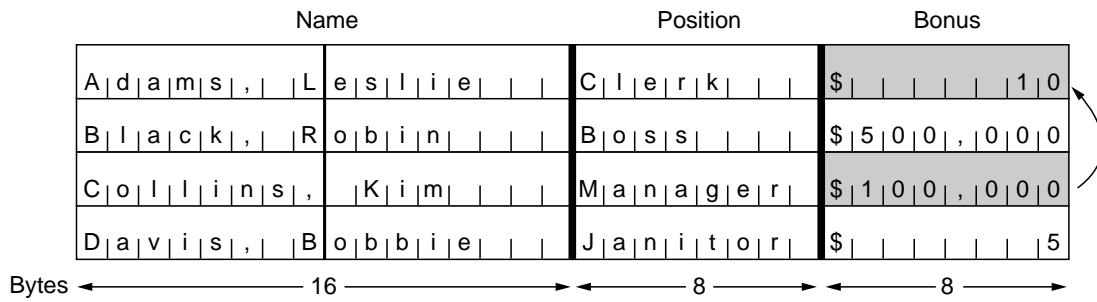 Name Position Bonus
Adams, Leslie Clerk $ 10
Black, Robin Boss $500,000
Collins, Kim Manager $100,000
Davis, Bobbie Janitor $ 5
Bytes 16 8 8